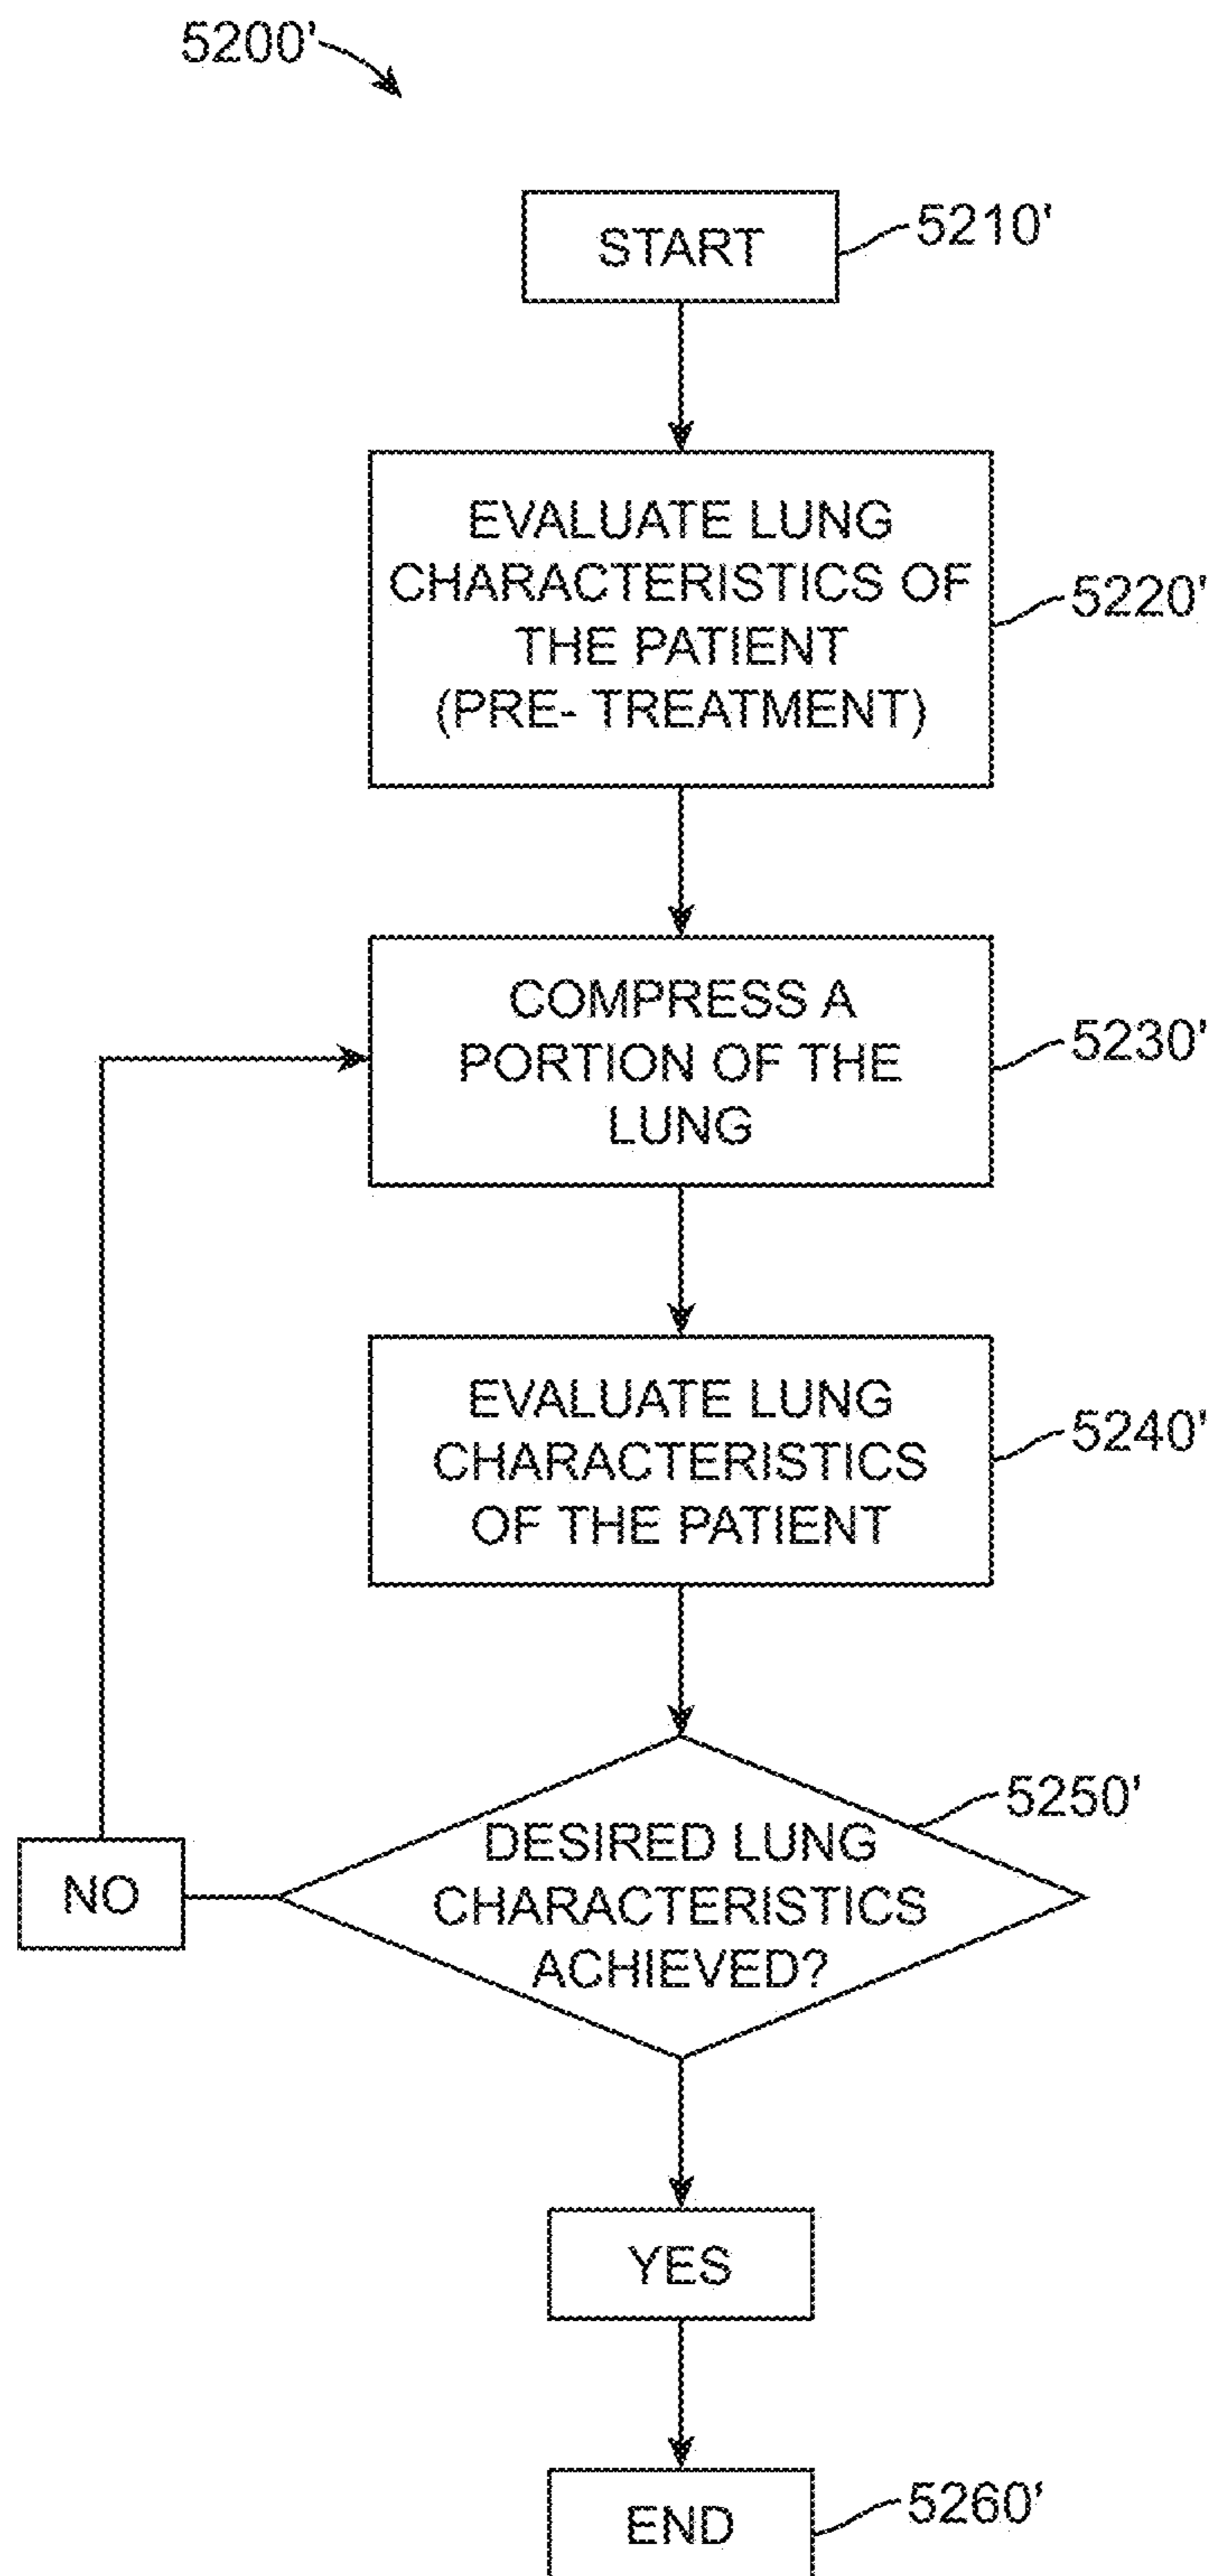 5200'
START
5210'
EVALUATE LUNG
CHARACTERISTICS OF
THE PATIENT
(PRE- TREATMENT)
5220'
COMPRESS A
PORTION OF THE
LUNG
5230'
EVALUATE LUNG
CHARACTERISTICS
OF THE PATIENT
5240'
DESIRED LUNG
CHARACTERISTICS
ACHIEVED?
5250'
NO
YES
END
5260'